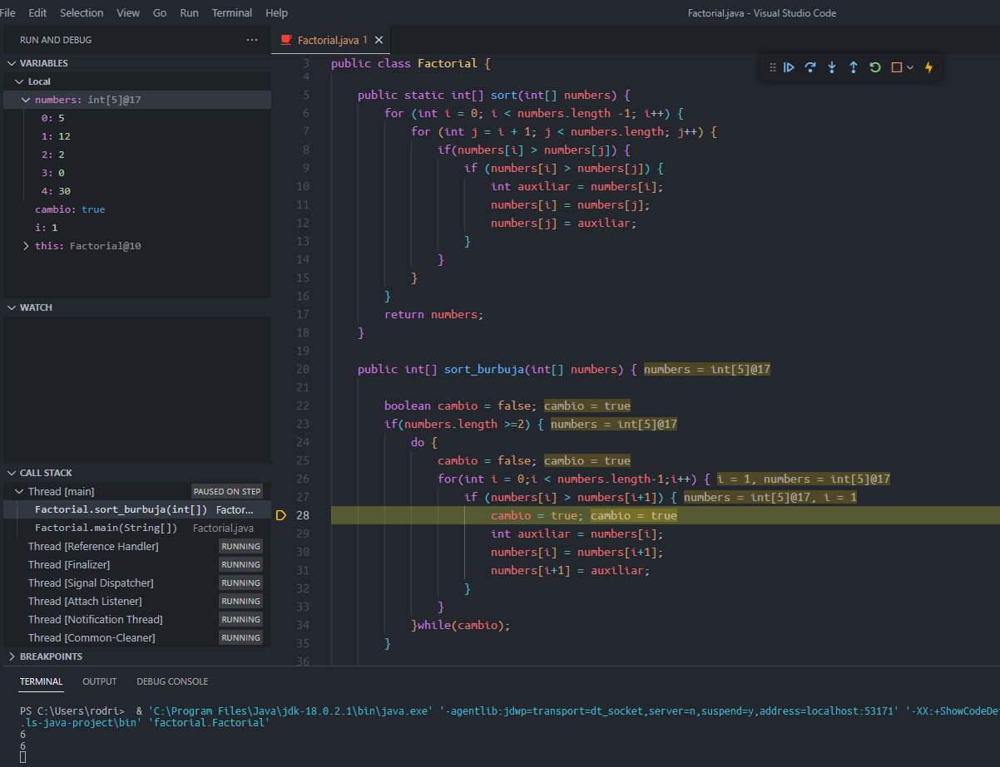 File Edit Selection View Go Run Terminal Help
Factorial.java - Visual Studio Code
RUN AND DEBUG ···
VARIABLES
Local
numbers: int[5]@17
0: 5
1: 12
2: 2
3: 0
4: 30
cambio: true
i: 1
this: Factorial@10
WATCH
CALL STACK
Thread [main] PAUSED ON STEP
Factorial.sort_burbuja(int[]) Factor...
Factorial.main(String[]) Factorial.java
Thread [Reference Handler] RUNNING
Thread [Finalizer] RUNNING
Thread [Signal Dispatcher] RUNNING
Thread [Attach Listener] RUNNING
Thread [Notification Thread] RUNNING
Thread [Common-Cleaner] RUNNING
BREAKPOINTS
Factorial.java 1
3 public class Factorial {
4
5 public static int[] sort(int[] numbers) {
6 for (int i = 0; i < numbers.length -1; i++) {
7 for (int j = i + 1; j < numbers.length; j++) {
8 if(numbers[i] > numbers[j]) {
9 if (numbers[i] > numbers[j]) {
10 int auxiliar = numbers[i];
11 numbers[i] = numbers[j];
12 numbers[j] = auxiliar;
13 }
14 }
15 }
16 }
17 return numbers;
18 }
19
20 public int[] sort_burbuja(int[] numbers) { numbers = int[5]@17
21
22 boolean cambio = false; cambio = true
23 if(numbers.length >=2) { numbers = int[5]@17
24 do {
25 cambio = false; cambio = true
26 for(int i = 0;i < numbers.length-1;i++) { i = 1, numbers = int[5]@17
27 if (numbers[i] > numbers[i+1]) { numbers = int[5]@17, i = 1
28 cambio = true; cambio = true
29 int auxiliar = numbers[i];
30 numbers[i] = numbers[i+1];
31 numbers[i+1] = auxiliar;
32 }
33 }
34 }while(cambio);
35 }
36
TERMINAL OUTPUT DEBUG CONSOLE
PS C:\Users\rodri> & 'C:\Program Files\Java\jdk-18.0.2.1\bin\java.exe' '-agentlib:jdwp=transport=dt_socket,server=n,suspend=y,address=localhost:53171' '-XX:+ShowCodeDe
.ls-java-project\bin' 'factorial.Factorial'
6
6